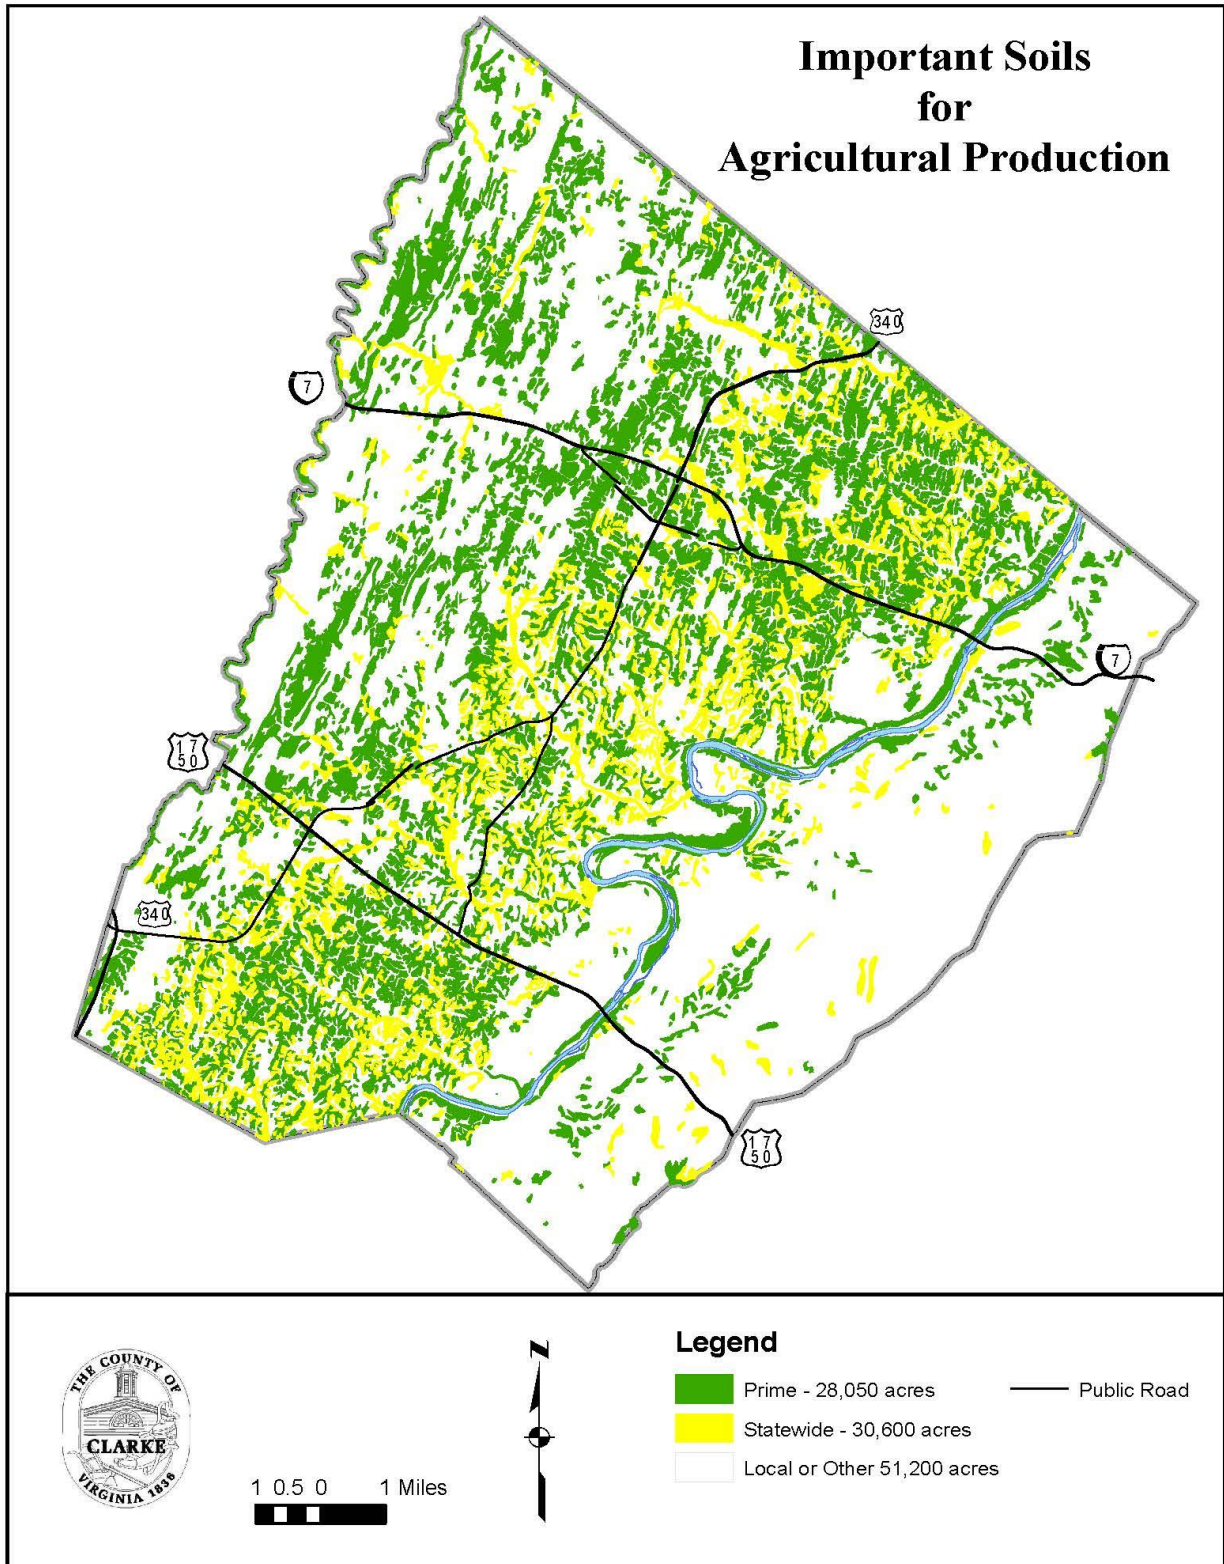 Important Soils
for
Agricultural Production
340
7
7
17
50
340
17
50
THE COUNTY OF
CLARKE
VIRGINIA 1836
N
1 0.5 0 1 Miles
Legend
Prime - 28,050 acres
Public Road
Statewide - 30,600 acres
Local or Other 51,200 acres